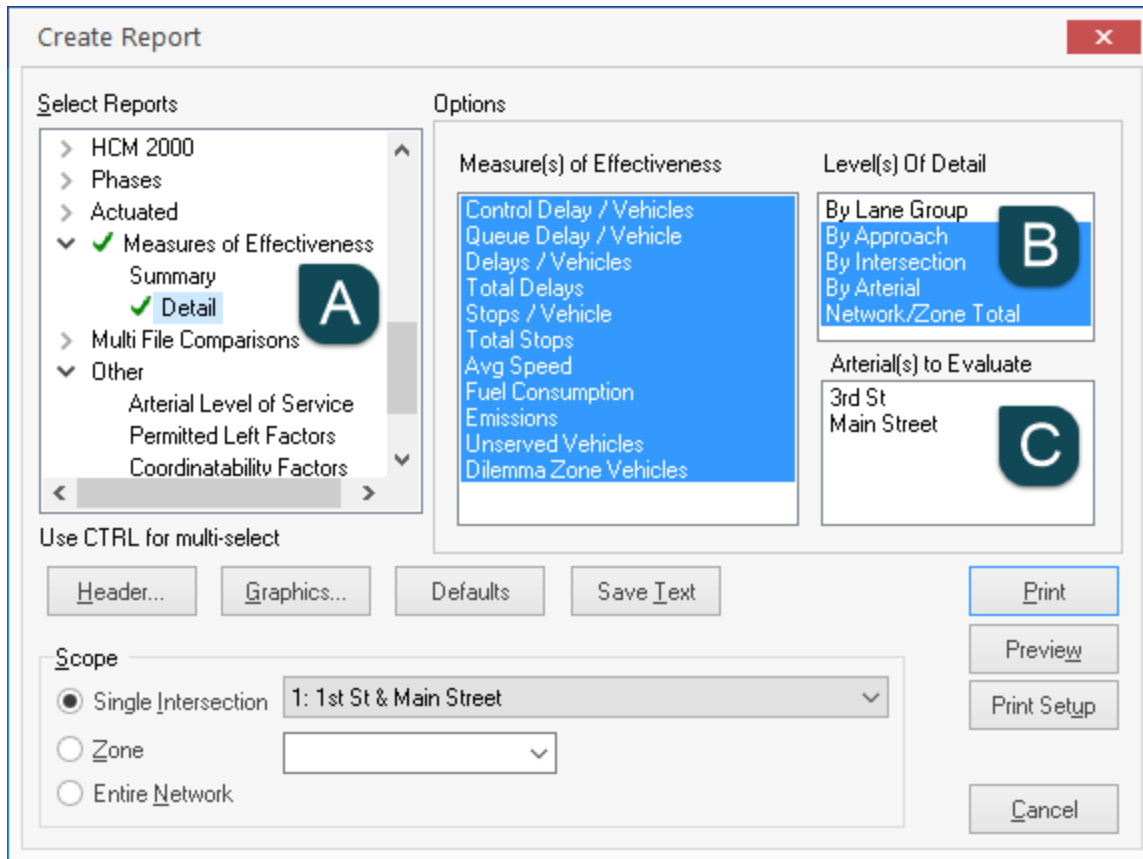 Create Report
Select Reports
HCM 2000
Phases
Actuated
Measures of Effectiveness
Summary
Detail
Multi File Comparisons
Other
Arterial Level of Service
Permitted Left Factors
Coordinatability Factors
A
Use CTRL for multi-select
Options
Measure(s) of Effectiveness
Control Delay / Vehicles
Queue Delay / Vehicle
Delays / Vehicles
Total Delays
Stops / Vehicle
Total Stops
Avg Speed
Fuel Consumption
Emissions
Unserved Vehicles
Dilemma Zone Vehicles
Level(s) Of Detail
By Lane Group
By Approach
By Intersection
By Arterial
Network/Zone Total
B
Arterial(s) to Evaluate
3rd St
Main Street
C
Header...
Graphics...
Defaults
Save Text
Print
Preview
Print Setup
Cancel
Scope
Single Intersection
1: 1st St & Main Street
Zone
Entire Network